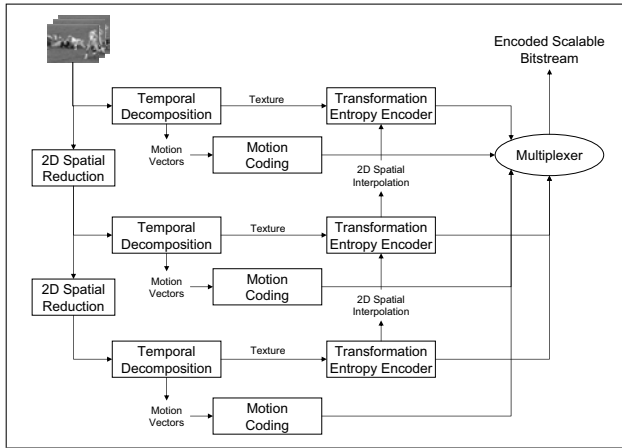 Encoded Scalable
Bitstream
Temporal
Decomposition
Texture
Transformation
Entropy Encoder
Motion
Vectors
Motion
Coding
Multiplexer
2D Spatial
Reduction
2D Spatial
Interpolation
Temporal
Decomposition
Texture
Transformation
Entropy Encoder
Motion
Vectors
Motion
Coding
2D Spatial
Reduction
2D Spatial
Interpolation
Temporal
Decomposition
Texture
Transformation
Entropy Encoder
Motion
Vectors
Motion
Coding